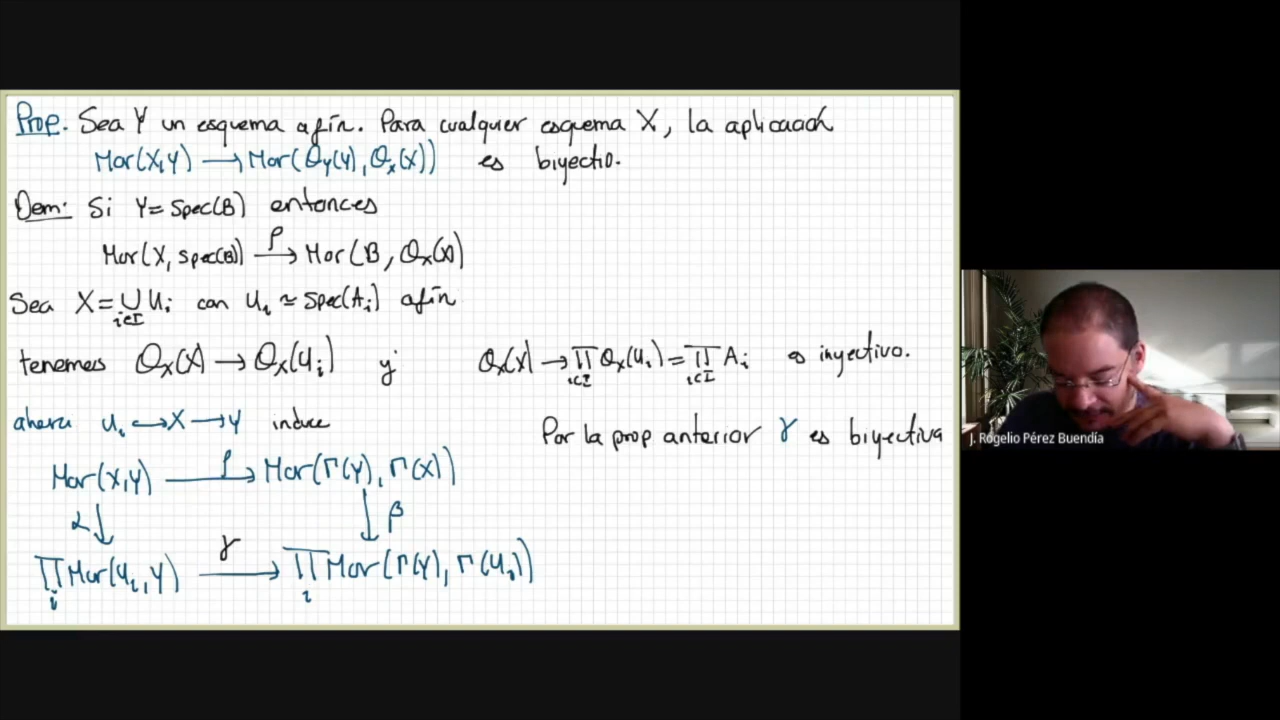 Prop. Sea Y un esquema afín. Para cualquier esquema X, la aplicación
Mor(X,Y) → Mor(O_Y(Y), O_X(X)) es biyectio.
Dem: Si Y = Spec(B) entonces
Mor(X, Spec(B)) →^ρ Mor(B, O_X(X)
Sea X = ∪_{i∈I} U_i con U_i ≃ Spec(A_i) afín
tenemos O_X(X) → O_X(U_i) y O_X(X) → ∏_{i∈I} O_X(U_i) = ∏_{i∈I} A_i es inyectivo.
ahora U_i ↪ X → Y induce
Por la prop anterior γ es biyectiva
J. Rogelio Pérez Buendía
Mor(X,Y) →^ρ Mor(Γ(Y), Γ(X))
α ↓ ↓ β
∏_i Mor(U_i, Y) →^γ ∏_i Mor(Γ(Y), Γ(U_i))